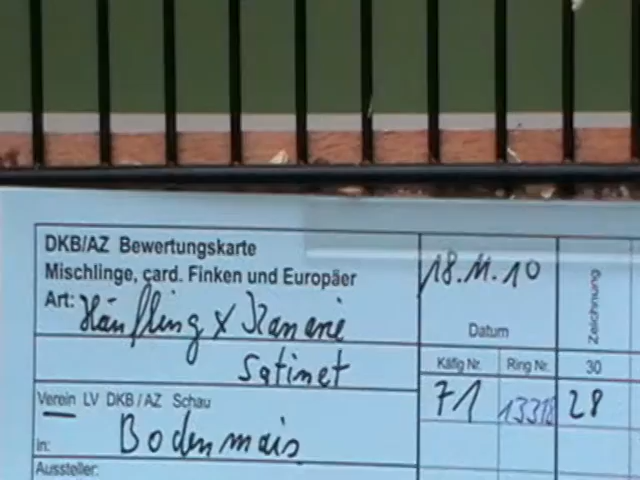 DKB/AZ Bewertungskarte
Mischlinge, card. Finken und Europäer
Art: Hänfling x Kanarie
Satinet
18.11.10
Datum
Zeichnung
Käfig Nr. Ring Nr. 30
71 28
Verein LV DKB/AZ Schau
in: Bodenmais
Aussteller: